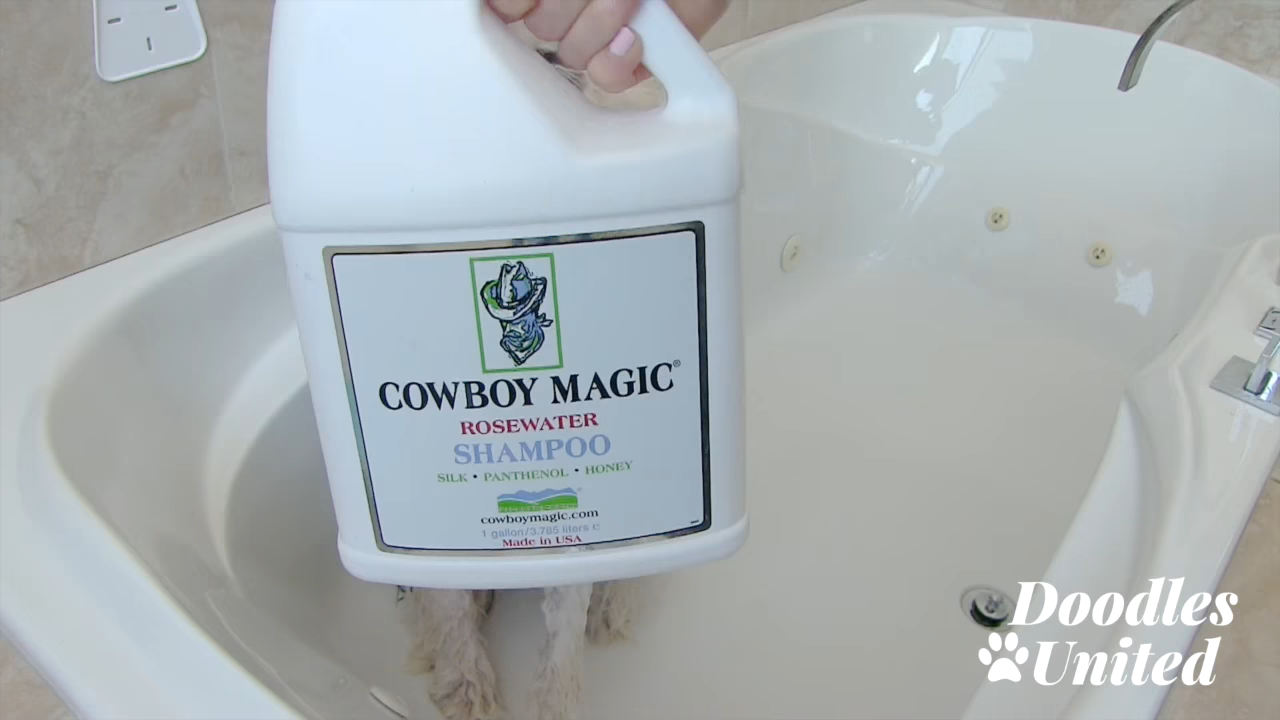 COWBOY MAGIC®
ROSEWATER
SHAMPOO
SILK • PANTHENOL • HONEY
cowboymagic.com
1 gallon/3.785 liters ℮
Made in USA
Doodles
United